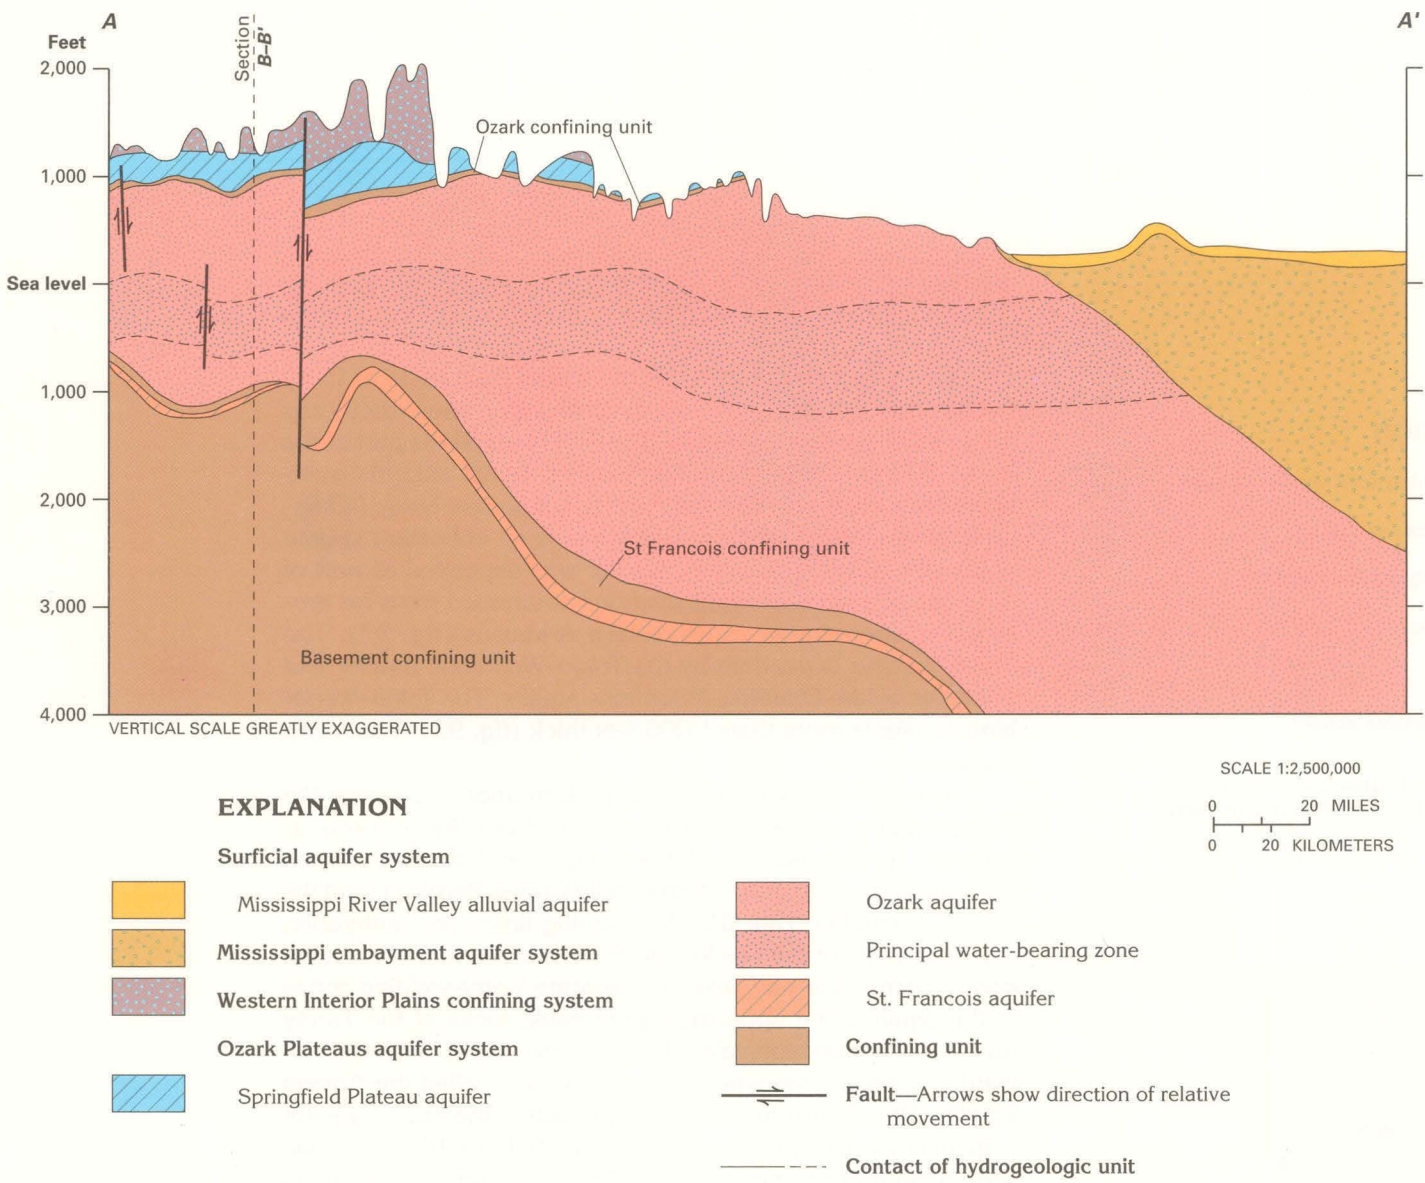 A
A'
Feet
Section
B–B'
2,000
Ozark confining unit
1,000
Sea level
1,000
2,000
St Francois confining unit
3,000
Basement confining unit
4,000
VERTICAL SCALE GREATLY EXAGGERATED
SCALE 1:2,500,000
0 20 MILES
0 20 KILOMETERS
EXPLANATION
Surficial aquifer system
Mississippi River Valley alluvial aquifer
Mississippi embayment aquifer system
Western Interior Plains confining system
Ozark Plateaus aquifer system
Springfield Plateau aquifer
Ozark aquifer
Principal water-bearing zone
St. Francois aquifer
Confining unit
Fault—Arrows show direction of relative
movement
Contact of hydrogeologic unit